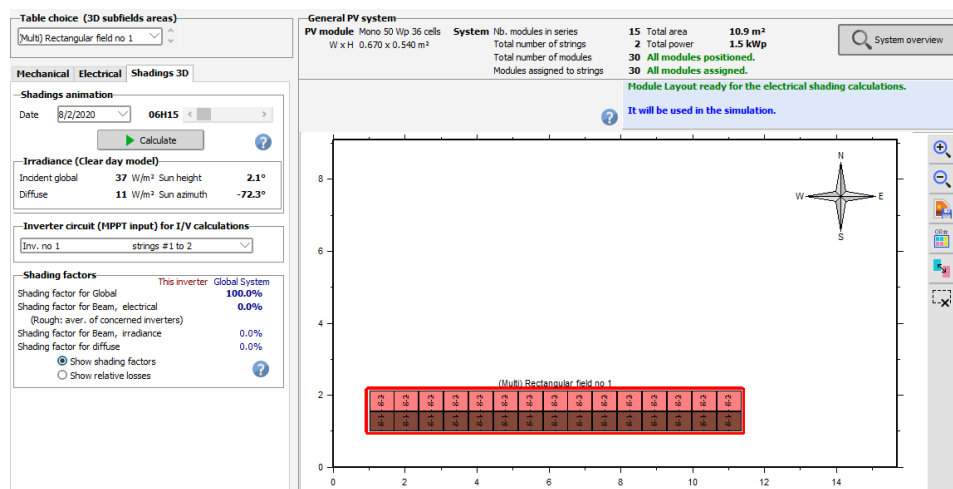 Table choice (3D subfields areas)
(Multi) Rectangular field no 1
Mechanical Electrical Shadings 3D
Shadings animation
Date 8/2/2020 06H15
Calculate
Irradiance (Clear day model)
Incident global 37 W/m² Sun height 2.1°
Diffuse 11 W/m² Sun azimuth -72.3°
Inverter circuit (MPPT input) for I/V calculations
Inv. no 1 strings #1 to 2
Shading factors
This inverter Global System
Shading factor for Global 100.0%
Shading factor for Beam, electrical 0.0%
(Rough: aver. of concerned inverters)
Shading factor for Beam, irradiance 0.0%
Shading factor for diffuse 0.0%
Show shading factors
Show relative losses
General PV system
PV module Mono 50 Wp 36 cells System Nb. modules in series 15 Total area 10.9 m²
W x H 0.670 x 0.540 m² Total number of strings 2 Total power 1.5 kWp
Total number of modules 30 All modules positioned.
Modules assigned to strings 30 All modules assigned.
System overview
Module Layout ready for the electrical shading calculations.
It will be used in the simulation.
N
W E
S
8
6
4
2
0
(Multi) Rectangular field no 1
0 2 4 6 8 10 12 14